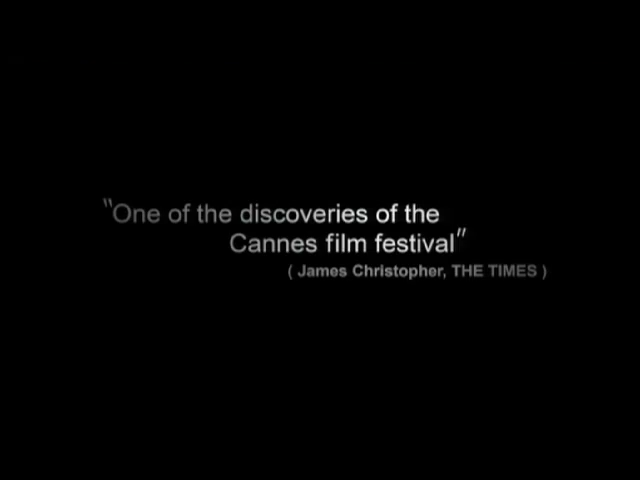 "One of the discoveries of the
Cannes film festival"
( James Christopher, THE TIMES )